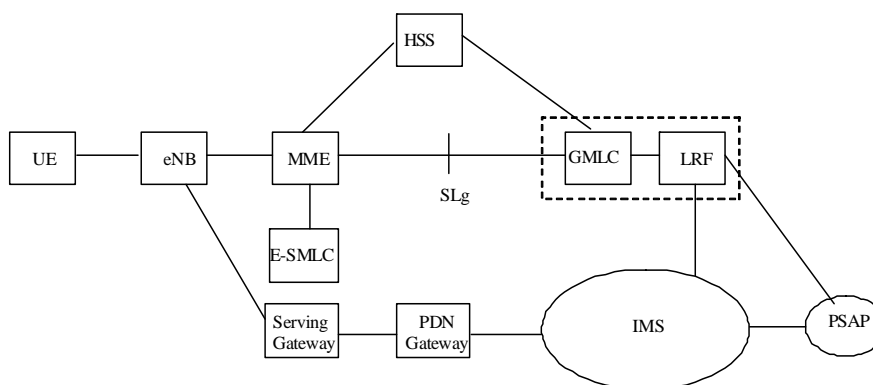 HSS
UE
eNB
MME
GMLC
LRF
SLg
E-SMLC
Serving
Gateway
PDN
Gateway
IMS
PSAP